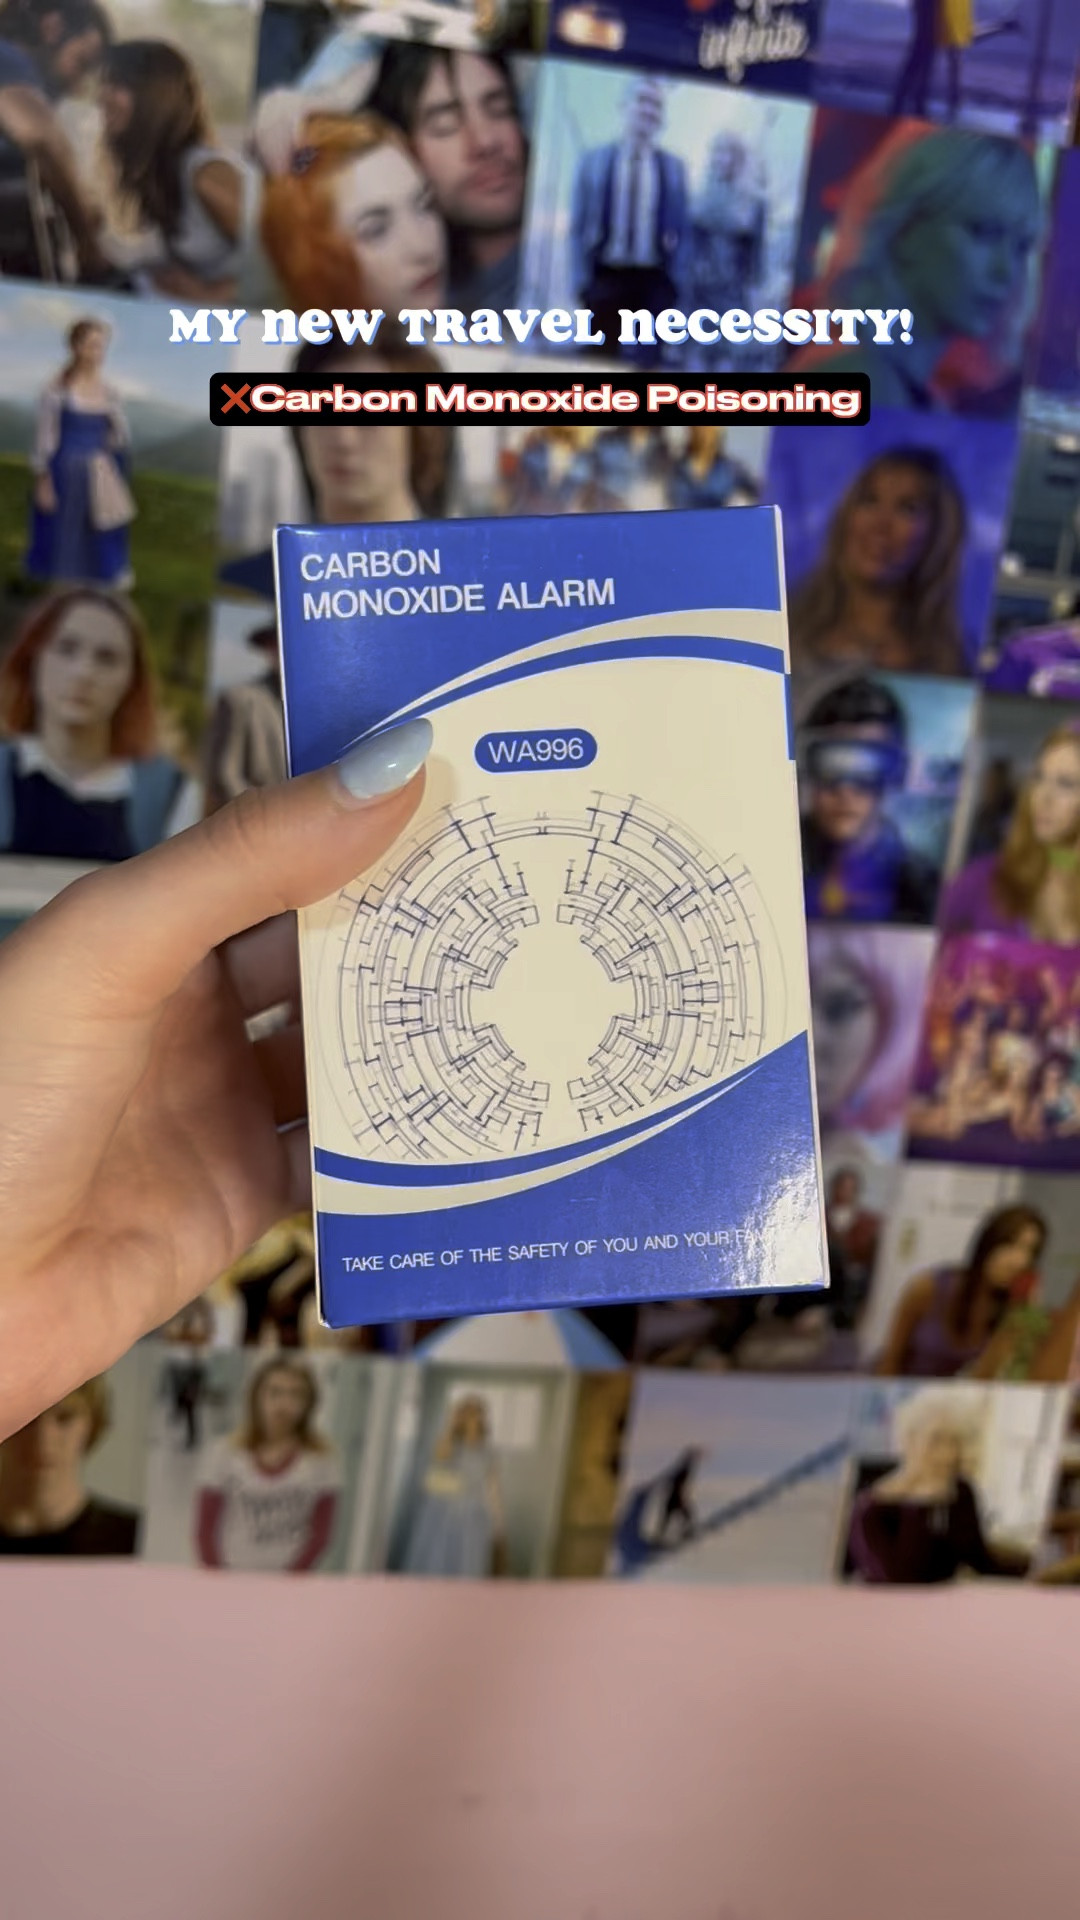 infinite
MY new TRaveL necessITY!
❌Carbon Monoxide Poisoning
CARBON
MONOXIDE ALARM
WA996
TAKE CARE OF THE SAFETY OF YOU AND YOUR